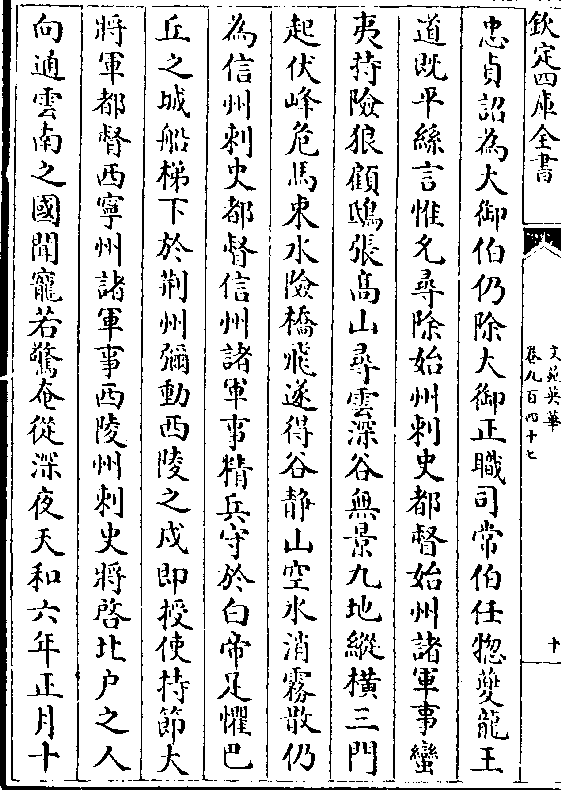 欽定四庫全書
文苑英華
卷九百四十七
十
忠貞詔為大御伯仍除大御正職司常伯任惣夔龍王
道既平絲言惟允尋除始州刺史都督始州諸軍事蠻
夷持險狼顧鴟張髙山尋雲深谷無景九地縱橫三門
起伏峰危馬束水險橋飛遂得谷静山空水消霧散仍
為信州刺史都督信州諸軍事精兵守於白帝足懼巴
丘之城船梯下於荆州彌動西陵之戍即授使持節大
將軍都督西寧州諸軍事西陵州刺史將啓北户之人
向通雲南之國聞寵若驚奄從深夜天和六年正月十